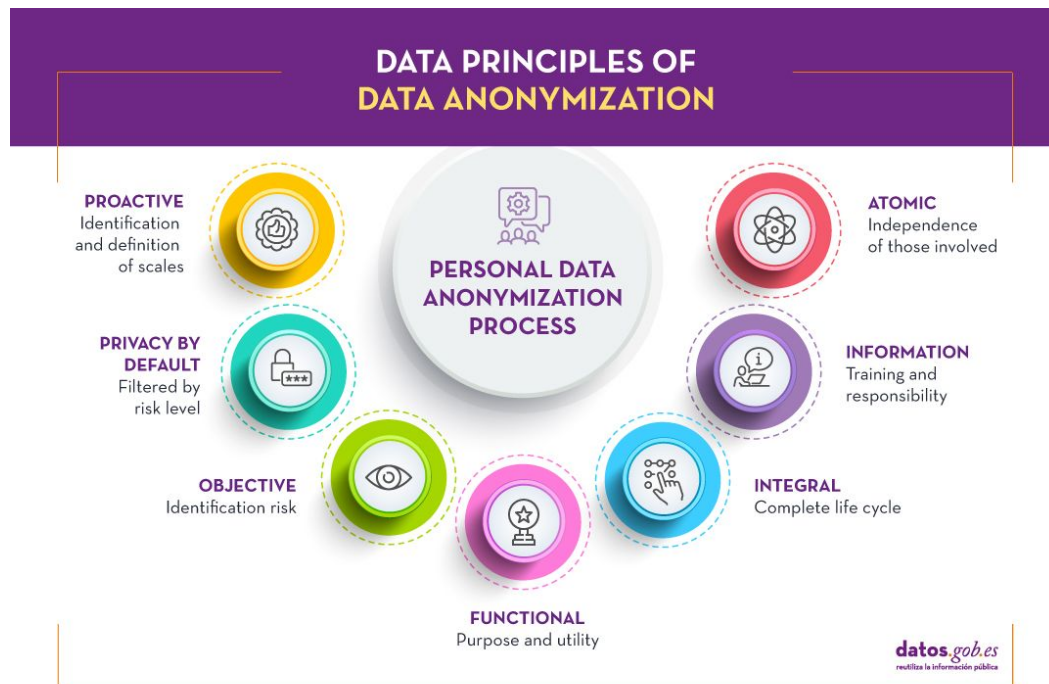 DATA PRINCIPLES OF
DATA ANONYMIZATION
PERSONAL DATA
ANONYMIZATION
PROCESS
PROACTIVE
Identification
and definition
of scales
PRIVACY BY
DEFAULT
Filtered by
risk level
***
OBJECTIVE
Identification risk
FUNCTIONAL
Purpose and utility
INTEGRAL
Complete life cycle
i
INFORMATION
Training and
responsibility
ATOMIC
Independence
of those involved
datos.gob.es
reutiliza la información pública